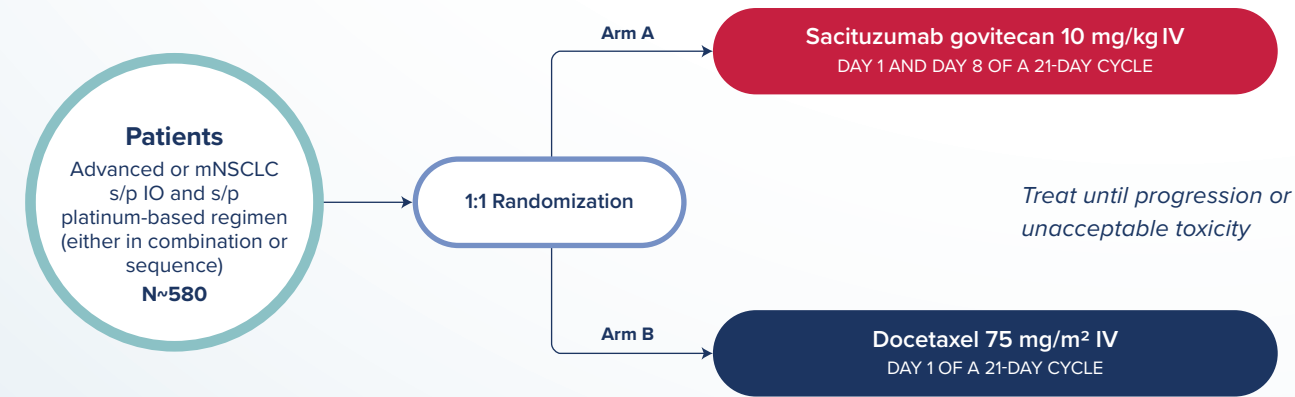 Patients
Advanced or mNSCLC
s/p IO and s/p
platinum-based regimen
(either in combination or
sequence)
N~580
1:1 Randomization
Arm A
Sacituzumab govitecan 10 mg/kg IV
DAY 1 AND DAY 8 OF A 21-DAY CYCLE
Treat until progression or
unacceptable toxicity
Arm B
Docetaxel 75 mg/m² IV
DAY 1 OF A 21-DAY CYCLE